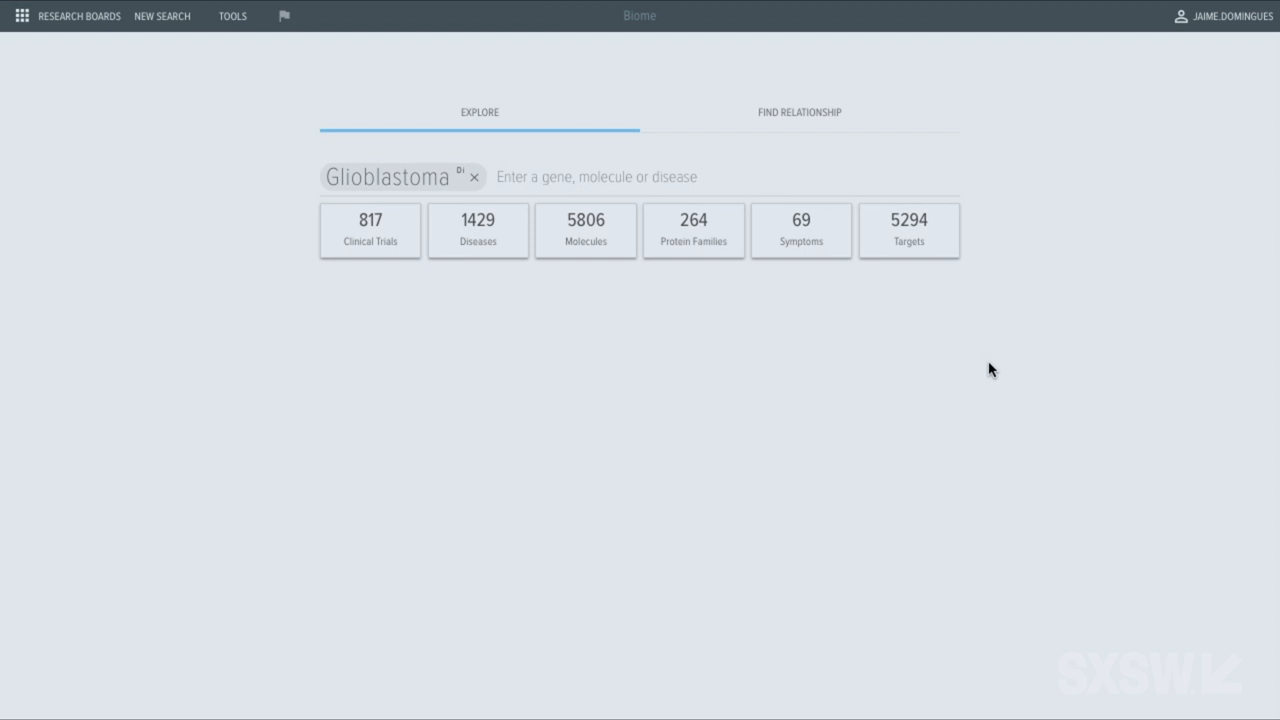 RESEARCH BOARDS NEW SEARCH TOOLS Biome JAIME.DOMINGUES
EXPLORE FIND RELATIONSHIP
Glioblastoma Di × Enter a gene, molecule or disease
817 1429 5806 264 69 5294
Clinical Trials Diseases Molecules Protein Families Symptoms Targets
SXSW